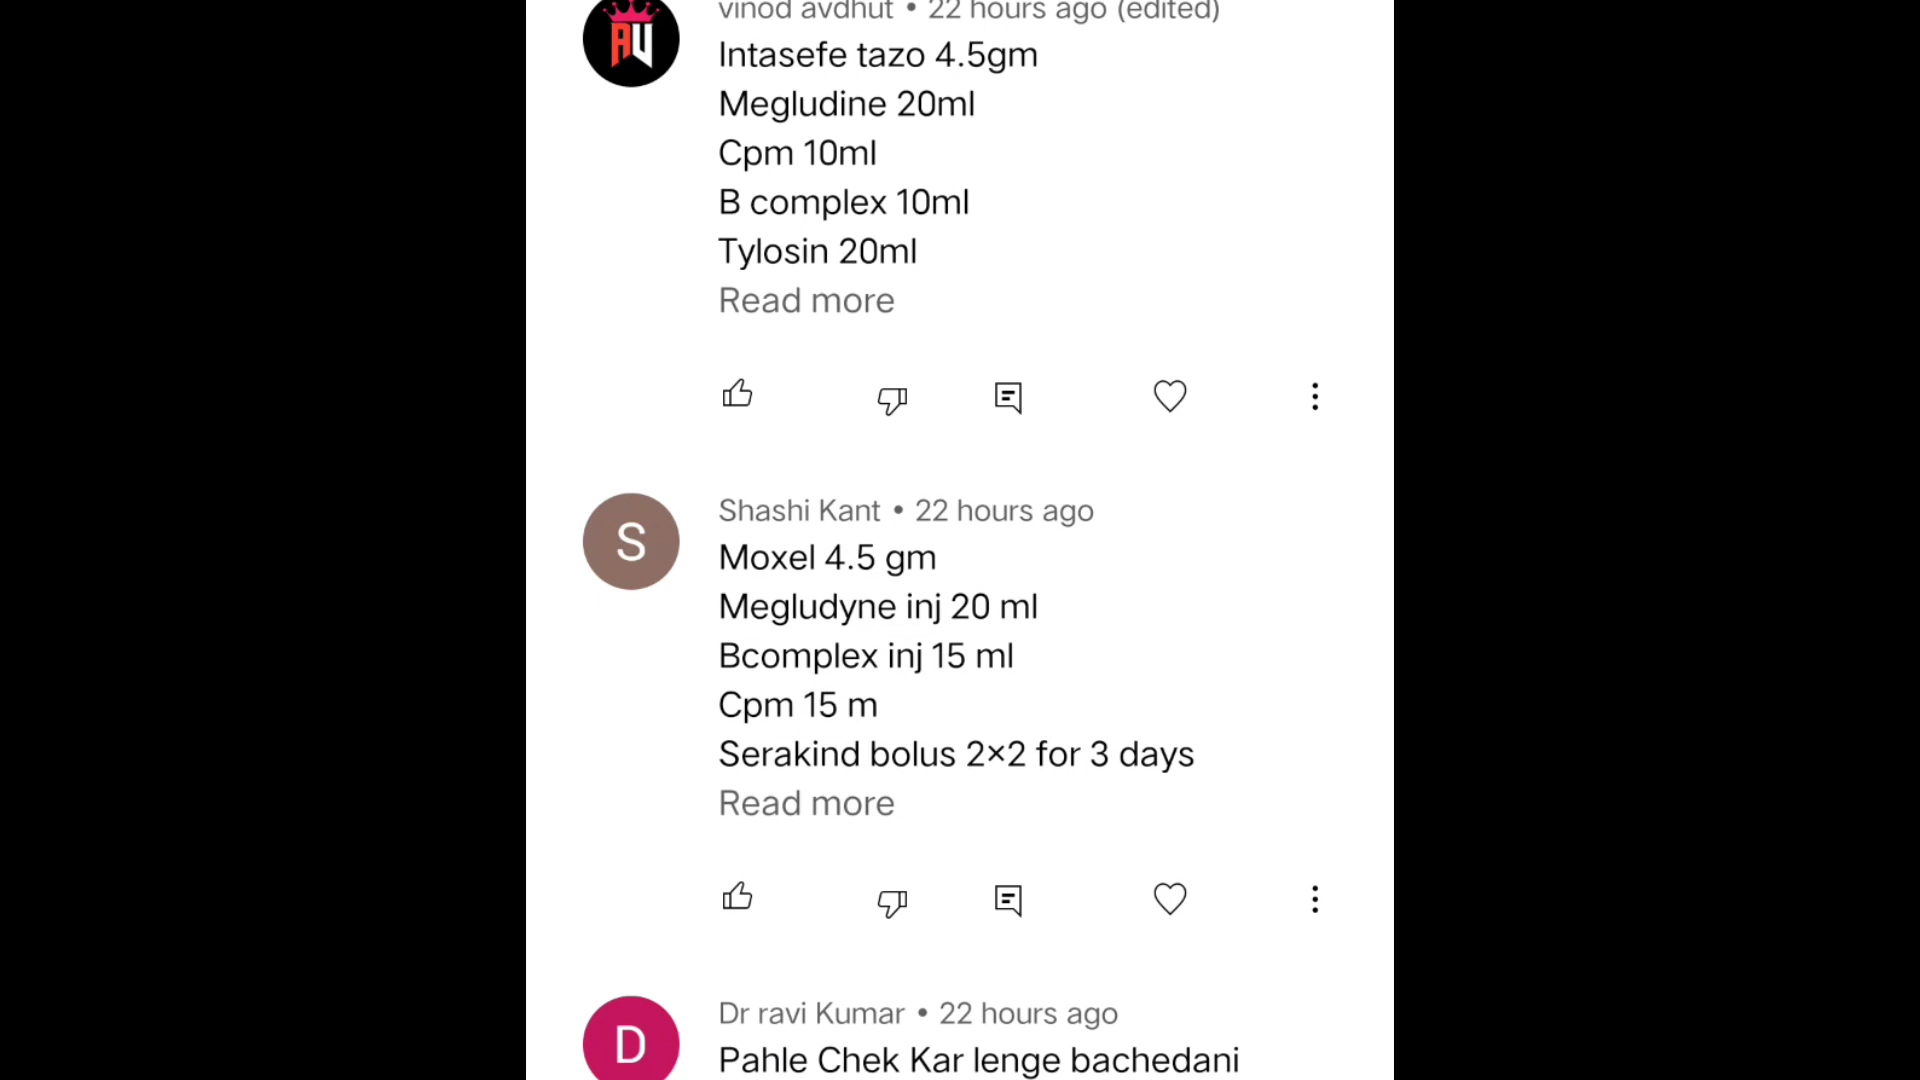 AU
vinod avdhut • 22 hours ago (edited)
Intasefe tazo 4.5gm
Megludine 20ml
Cpm 10ml
B complex 10ml
Tylosin 20ml
Read more
S
Shashi Kant • 22 hours ago
Moxel 4.5 gm
Megludyne inj 20 ml
Bcomplex inj 15 ml
Cpm 15 m
Serakind bolus 2×2 for 3 days
Read more
D
Dr ravi Kumar • 22 hours ago
Pahle Chek Kar lenge bachedani